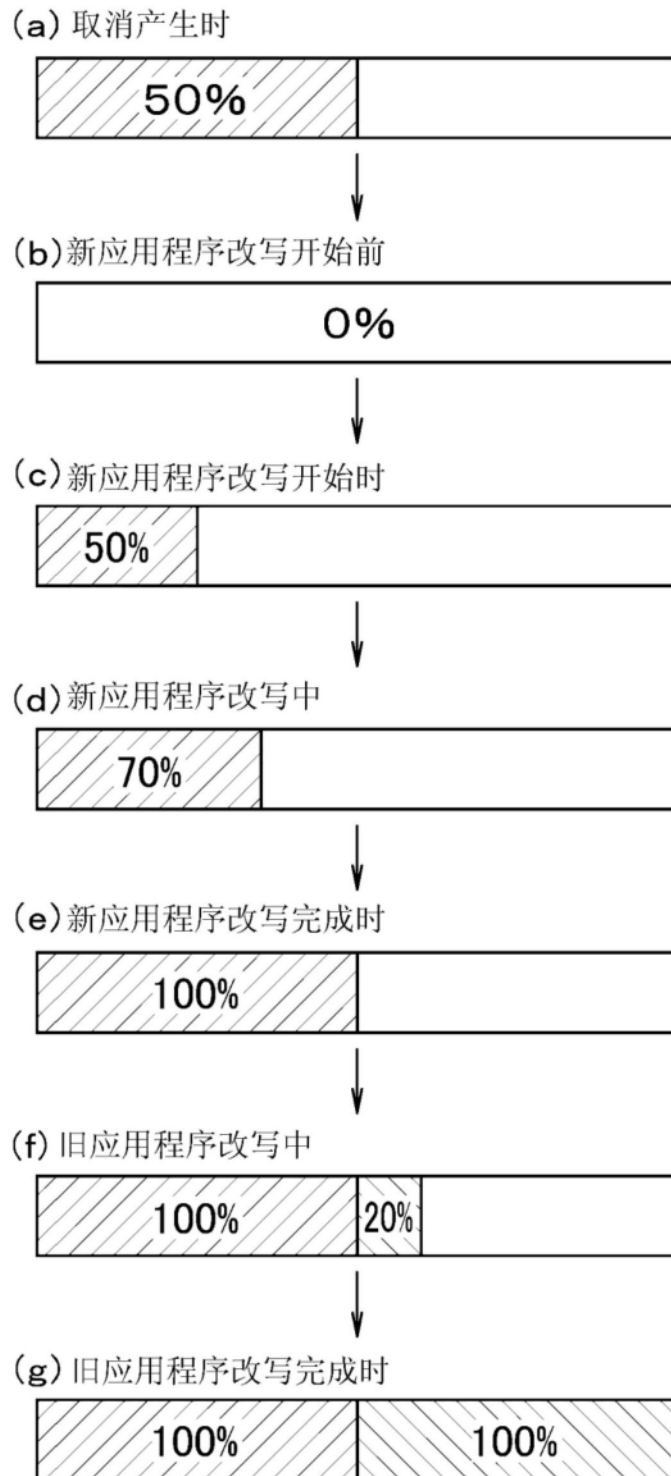 (a) 取消产生时
50%
(b)新应用程序改写开始前
0%
(c)新应用程序改写开始时
50%
(d)新应用程序改写中
70%
(e)新应用程序改写完成时
100%
(f)旧应用程序改写中
100% 20%
(g)旧应用程序改写完成时
100% 100%